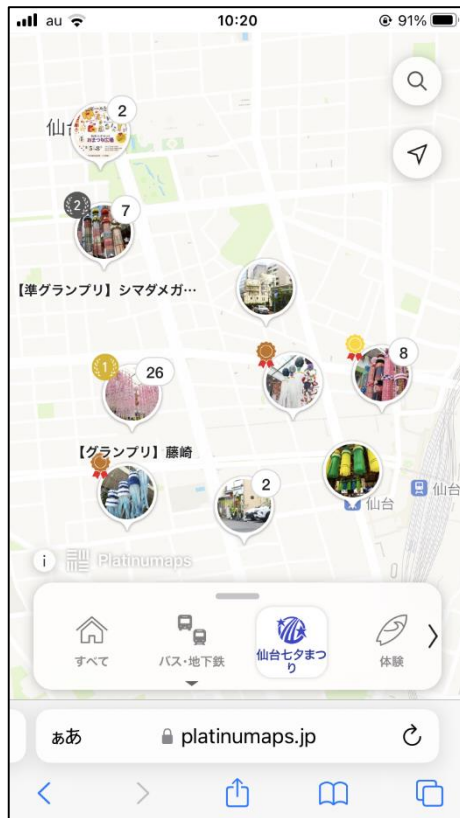 au
10:20
91%
2
仙台
2
7
【準グランプリ】シマダメガ…
1
26
8
【グランプリ】藤崎
2
仙台
仙
i Platinumaps
すべて
バス・地下鉄
仙台七夕まつ
り
体験
ぁあ
platinumaps.jp